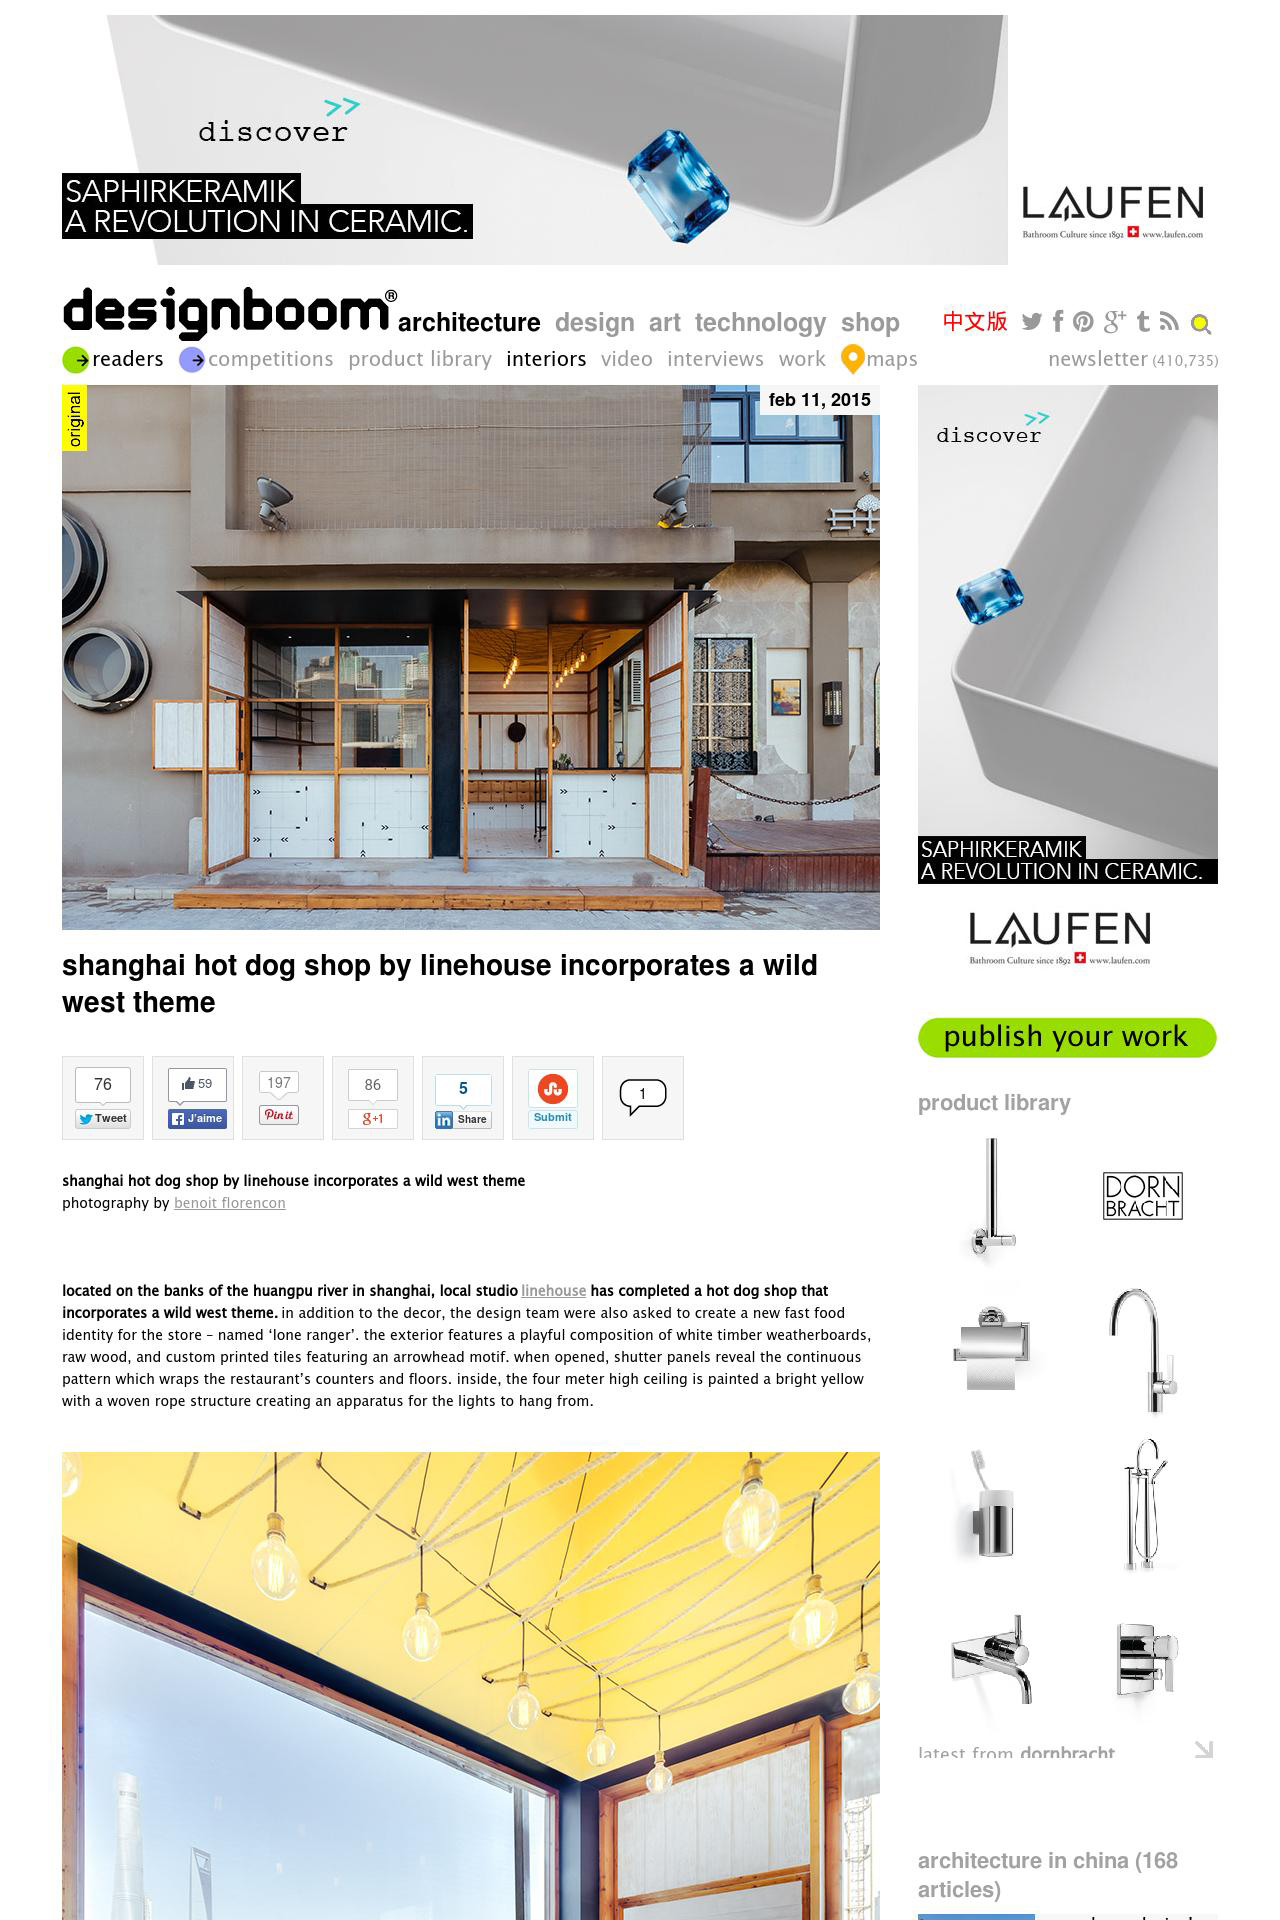 discover
SAPHIRKERAMIK
A REVOLUTION IN CERAMIC.
LAUFEN
Bathroom Culture since 1892 www.laufen.com
designboom®
architecture design art technology shop
中文版
readers competitions product library interiors video interviews work maps
newsletter (410,735)
original
feb 11, 2015
shanghai hot dog shop by linehouse incorporates a wild
west theme
76 59 197 86 5 1
Tweet J'aime Pin it g+1 Share Submit
shanghai hot dog shop by linehouse incorporates a wild west theme
photography by benoit florencon
located on the banks of the huangpu river in shanghai, local studio linehouse has completed a hot dog shop that
incorporates a wild west theme. in addition to the decor, the design team were also asked to create a new fast food
identity for the store – named ‘lone ranger’. the exterior features a playful composition of white timber weatherboards,
raw wood, and custom printed tiles featuring an arrowhead motif. when opened, shutter panels reveal the continuous
pattern which wraps the restaurant’s counters and floors. inside, the four meter high ceiling is painted a bright yellow
with a woven rope structure creating an apparatus for the lights to hang from.
discover
SAPHIRKERAMIK
A REVOLUTION IN CERAMIC.
LAUFEN
Bathroom Culture since 1892 www.laufen.com
publish your work
product library
DORN
BRACHT
latest from dornbracht
architecture in china (168
articles)